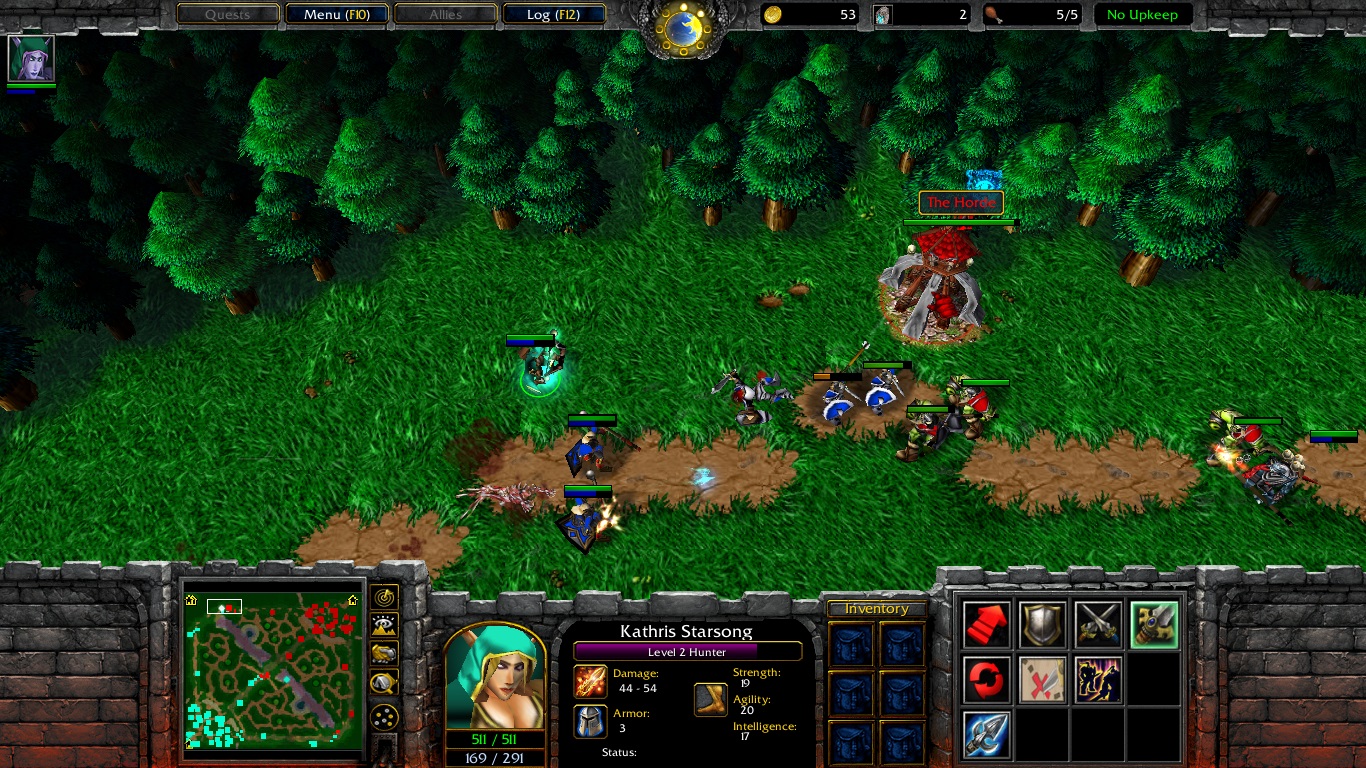 Quests
Menu (F10)
Allies
Log (F12)
53
2
5/5
No Upkeep
The Horde
Kathris Starsong
Level 2 Hunter
Damage:
44 - 54
Armor:
3
Strength:
19
Agility:
20
Intelligence:
17
Status:
511 / 511
169 / 291
Inventory